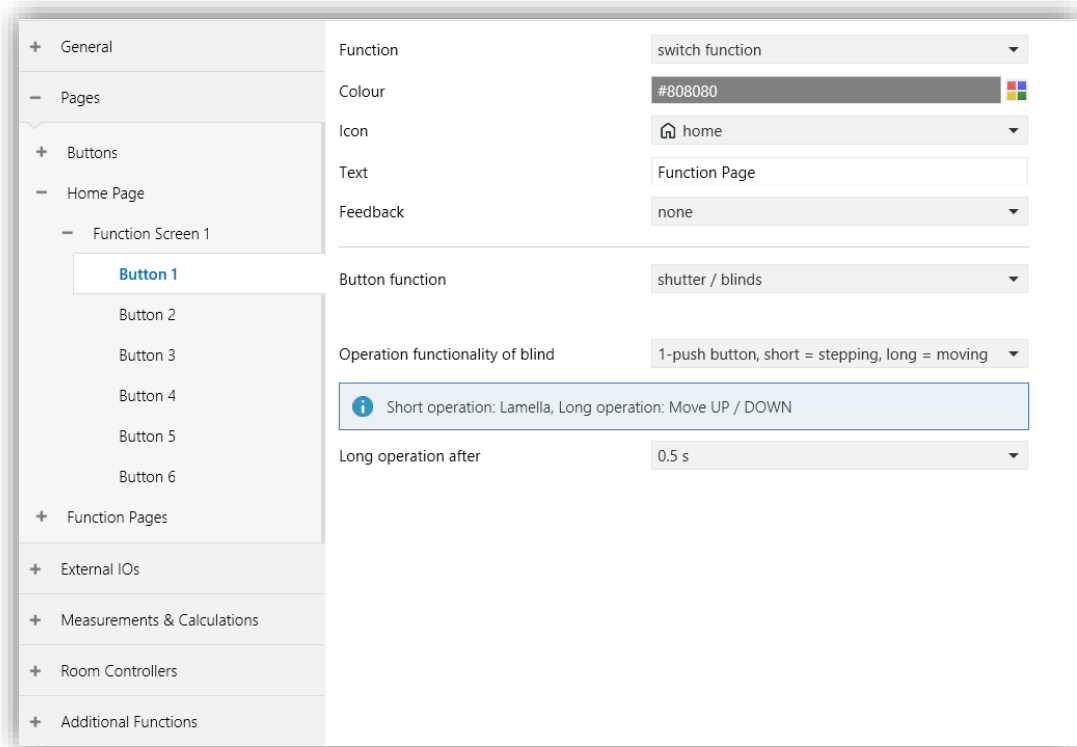 General
Pages
Buttons
Home Page
Function Screen 1
Button 1
Button 2
Button 3
Button 4
Button 5
Button 6
Function Pages
External IOs
Measurements & Calculations
Room Controllers
Additional Functions
Function switch function
Colour #808080
Icon home
Text Function Page
Feedback none
Button function shutter / blinds
Operation functionality of blind 1-push button, short = stepping, long = moving
Short operation: Lamella, Long operation: Move UP / DOWN
Long operation after 0.5 s